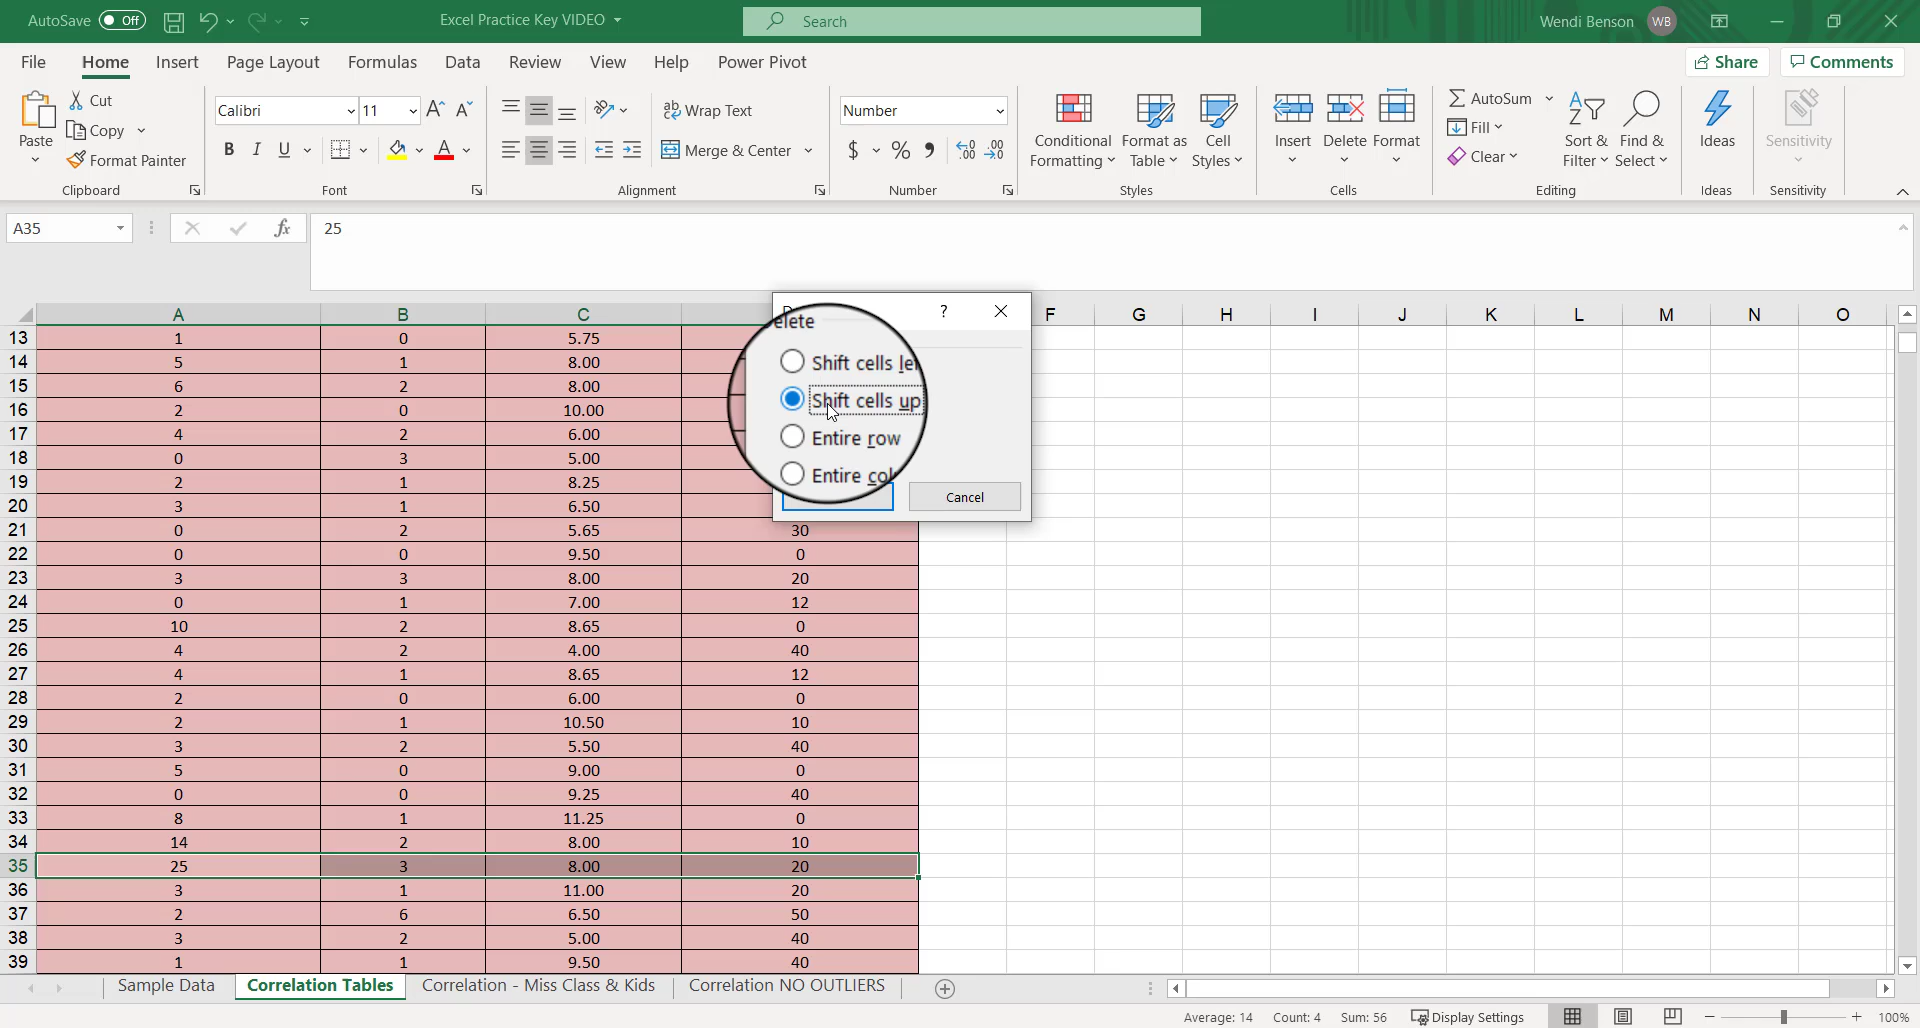 AutoSave Off Excel Practice Key VIDEO Search Wendi Benson WB
File Home Insert Page Layout Formulas Data Review View Help Power Pivot Share Comments
Cut
Copy
Format Painter
Paste
Clipboard
Calibri 11
B I U A
Font
Wrap Text
Merge & Center
Alignment
Number
$ % 9
Number
Conditional Formatting
Format as Table
Cell Styles
Styles
Insert Delete Format
Cells
AutoSum
Fill
Clear
Sort & Filter
Find & Select
Editing
Ideas
Ideas
Sensitivity
Sensitivity
A35 fx 25
A B C F G H I J K L M N O
?
elete
Shift cells
Shift cells up
Entire row
Entire
Cancel
13 1 0 5.75
14 5 1 8.00
15 6 2 8.00
16 2 0 10.00
17 4 2 6.00
18 0 3 5.00
19 2 1 8.25
20 3 1 6.50
21 0 2 5.65 30
22 0 0 9.50 0
23 3 3 8.00 20
24 0 1 7.00 12
25 10 2 8.65 0
26 4 2 4.00 40
27 4 1 8.65 12
28 2 0 6.00 0
29 2 1 10.50 10
30 3 2 5.50 40
31 5 0 9.00 0
32 0 0 9.25 40
33 8 1 11.25 0
34 14 2 8.00 10
35 25 3 8.00 20
36 3 1 11.00 20
37 2 6 6.50 50
38 3 2 5.00 40
39 1 1 9.50 40
Sample Data Correlation Tables Correlation - Miss Class & Kids Correlation NO OUTLIERS
Average: 14 Count: 4 Sum: 56 Display Settings 100%